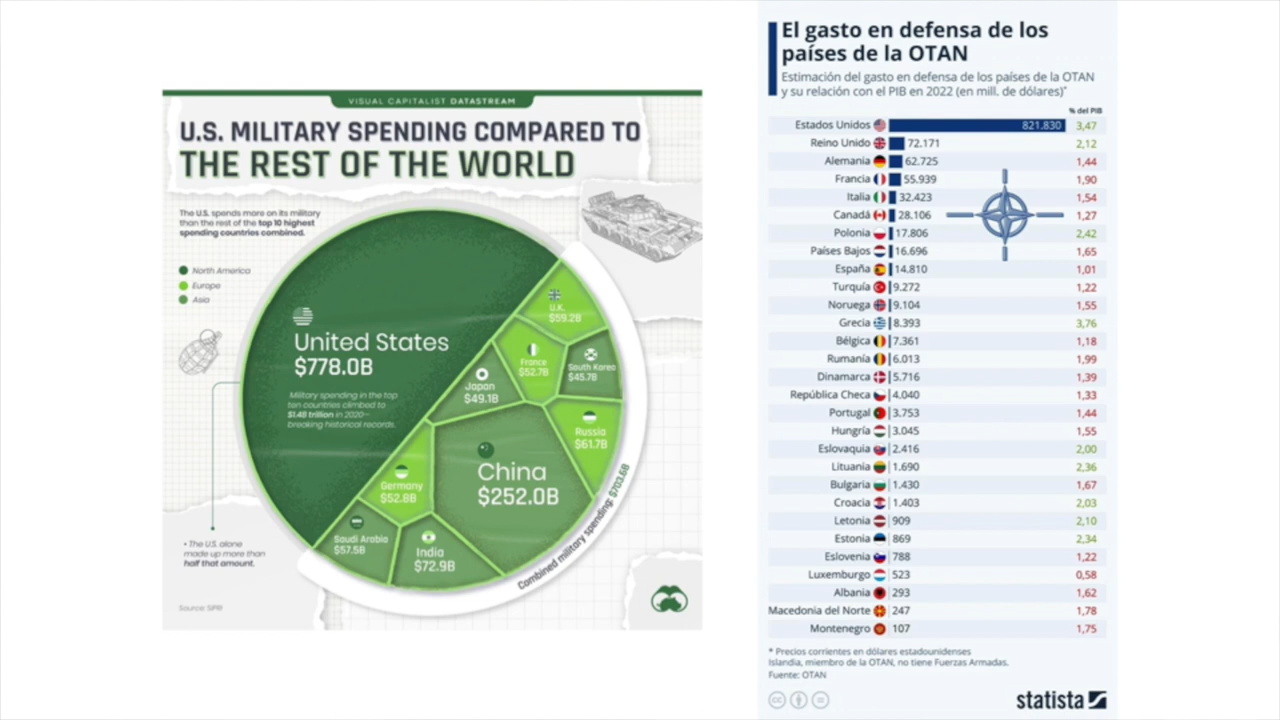 VISUAL CAPITALIST DATASTREAM
U.S. MILITARY SPENDING COMPARED TO
THE REST OF THE WORLD
The U.S. spends more on its military
than the rest of the top 10 highest
spending countries combined.
North America
Europe
Asia
United States
$778.0B
Military spending in the top
ten countries climbed to
$1.48 trillion in 2020—
breaking historical records.
U.K.
$59.2B
France
$52.7B
South Korea
$45.7B
Japan
$49.1B
Russia
$61.7B
China
$252.0B
Germany
$52.8B
Saudi Arabia
$57.5B
India
$72.9B
Combined military spending: $703.6B
• The U.S. alone
made up more than
half that amount.
Source: SIPRI
El gasto en defensa de los
países de la OTAN
Estimación del gasto en defensa de los países de la OTAN
y su relación con el PIB en 2022 (en mill. de dólares)*
% del PIB
Estados Unidos 821.830 3,47
Reino Unido 72.171 2,12
Alemania 62.725 1,44
Francia 55.939 1,90
Italia 32.423 1,54
Canadá 28.106 1,27
Polonia 17.806 2,42
Países Bajos 16.696 1,65
España 14.810 1,01
Turquía 9.272 1,22
Noruega 9.104 1,55
Grecia 8.393 3,76
Bélgica 7.361 1,18
Rumanía 6.013 1,99
Dinamarca 5.716 1,39
República Checa 4.040 1,33
Portugal 3.753 1,44
Hungría 3.045 1,55
Eslovaquia 2.416 2,00
Lituania 1.690 2,36
Bulgaria 1.430 1,67
Croacia 1.403 2,03
Letonia 909 2,10
Estonia 869 2,34
Eslovenia 788 1,22
Luxemburgo 523 0,58
Albania 293 1,62
Macedonia del Norte 247 1,78
Montenegro 107 1,75
* Precios corrientes en dólares estadounidenses
Islandia, miembro de la OTAN, no tiene Fuerzas Armadas.
Fuente: OTAN
statista